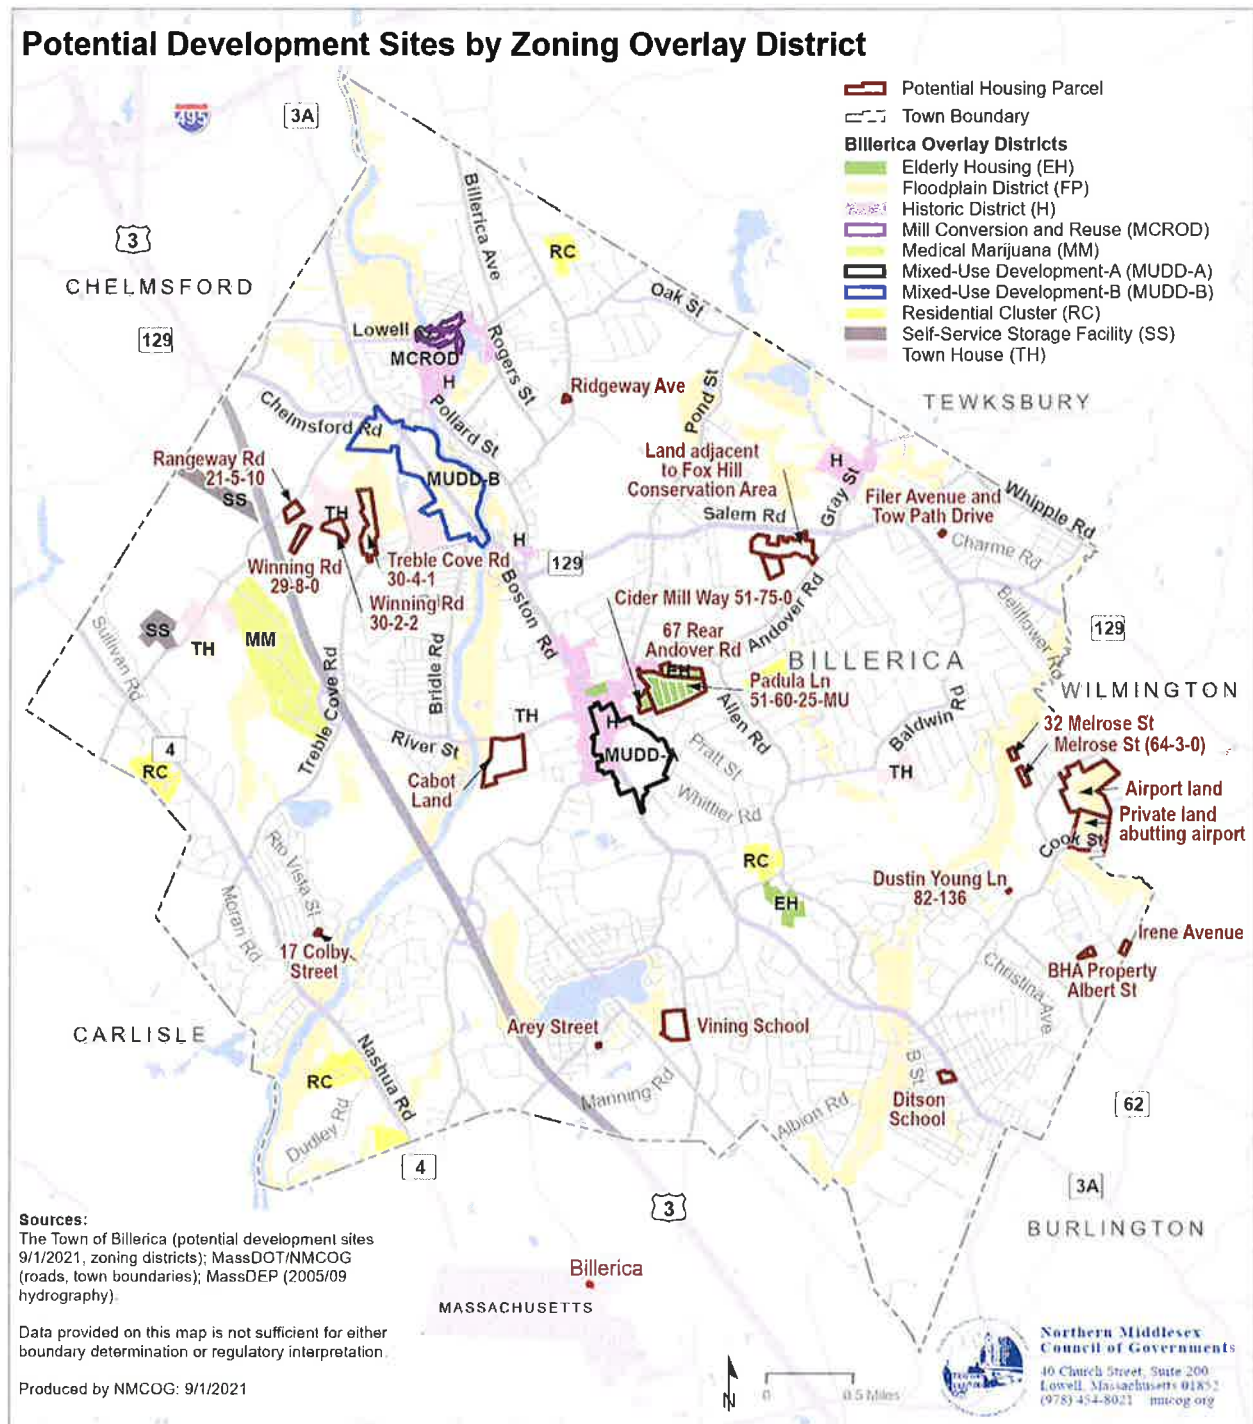 Potential Development Sites by Zoning Overlay District
Potential Housing Parcel
Town Boundary
Billerica Overlay Districts
Elderly Housing (EH)
Floodplain District (FP)
Historic District (H)
Mill Conversion and Reuse (MCROD)
Medical Marijuana (MM)
Mixed-Use Development-A (MUDD-A)
Mixed-Use Development-B (MUDD-B)
Residential Cluster (RC)
Self-Service Storage Facility (SS)
Town House (TH)
495
3A
3
CHELMSFORD
129
Billerica Ave
RC
Oak St
Lowell
MCROD
H
Rogers St
Ridgeway Ave
Pond St
TEWKSBURY
Chelmsford Rd
Pollard St
MUDD-B
Land adjacent
to Fox Hill
Conservation Area
H
Gray St
Rangeway Rd
21-5-10
SS
TH
Salem Rd
Filer Avenue and
Tow Path Drive
Whipple Rd
Charme Rd
Winning Rd
29-8-0
Treble Cove Rd
30-4-1
H
129
Winning Rd
30-2-2
Boston Rd
Cider Mill Way 51-75-0
Andover Rd
Bellflower Rd
129
SS
TH
MM
Sullivan Rd
Bridle Rd
67 Rear
Andover Rd
EH
BILLERICA
Padula Ln
51-60-25-MU
WILMINGTON
Treble Cove Rd
TH
H
MUDD-A
Allen Rd
Baldwin Rd
32 Melrose St
Melrose St (64-3-0)
4
RC
River St
Pratt St
TH
Cabot
Land
Whittier Rd
Airport land
Private land
abutting airport
Cook St
Rio Vista St
RC
Dustin Young Ln
82-136
EH
Moran Rd
17 Colby
Street
Irene Avenue
BHA Property
Albert St
Christina Ave
CARLISLE
Arey Street
Vining School
Nashua Rd
RC
B St
Manning Rd
Ditson
School
Dudley Rd
Albion Rd
62
4
3A
3
BURLINGTON
Sources:
The Town of Billerica (potential development sites
9/1/2021, zoning districts); MassDOT/NMCOG
(roads, town boundaries); MassDEP (2005/09
hydrography).
Data provided on this map is not sufficient for either
boundary determination or regulatory interpretation.
Produced by NMCOG: 9/1/2021
Billerica
MASSACHUSETTS
N
0 0.5 Miles
Northern Middlesex
Council of Governments
40 Church Street, Suite 200
Lowell, Massachusetts 01852
(978) 454-8021 nmcog.org